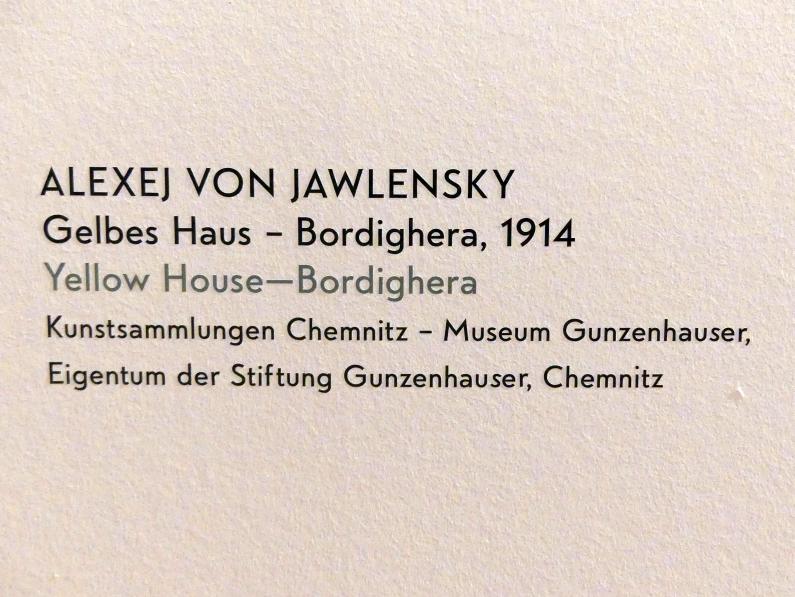 ALEXEJ VON JAWLENSKY
Gelbes Haus – Bordighera, 1914
Yellow House—Bordighera
Kunstsammlungen Chemnitz – Museum Gunzenhauser,
Eigentum der Stiftung Gunzenhauser, Chemnitz